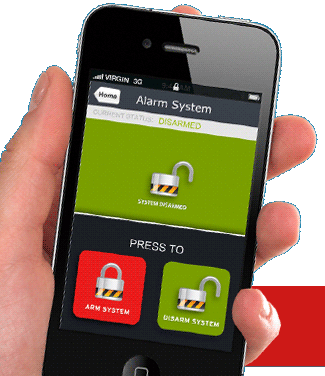 VIRGIN 3G
Home
Alarm System
CURRENT STATUS: DISARMED
SYSTEM DISARMED
PRESS TO
ARM SYSTEM
DISARM SYSTEM